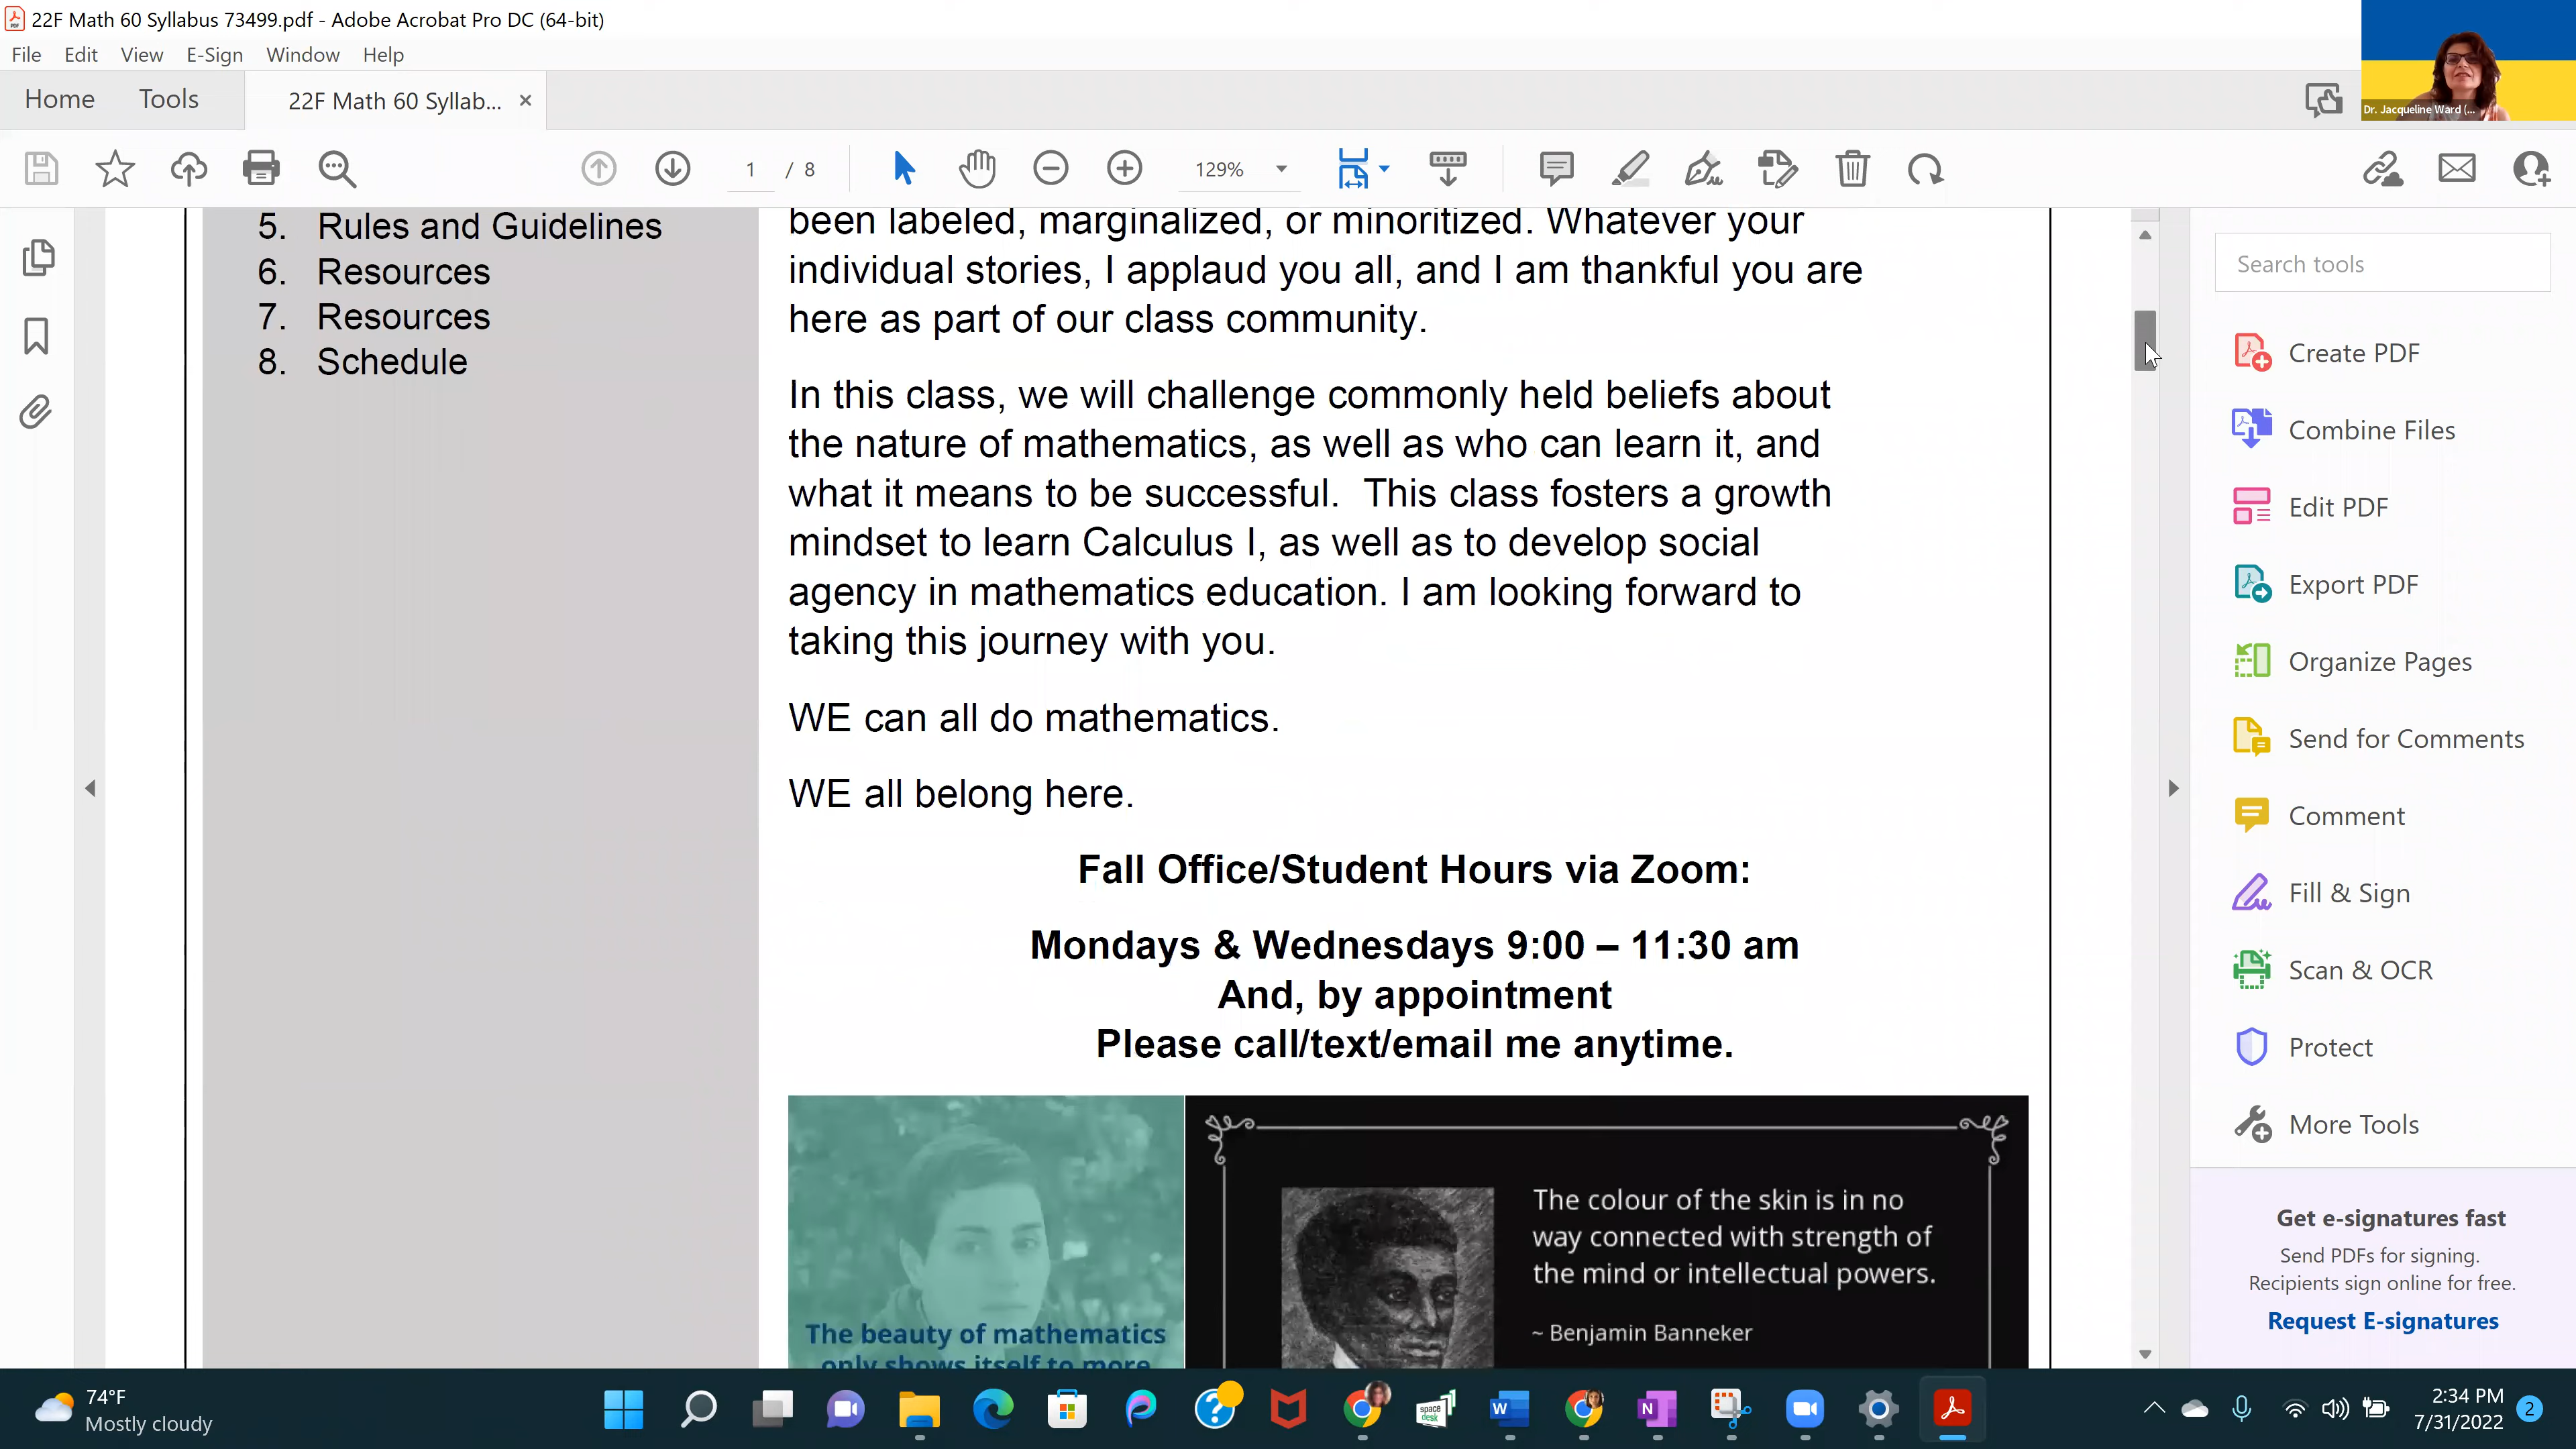 22F Math 60 Syllabus 73499.pdf - Adobe Acrobat Pro DC (64-bit)
File Edit View E-Sign Window Help
Home Tools 22F Math 60 Syllab...
Dr. Jacqueline Ward (...
1 / 8 129%
5. Rules and Guidelines
6. Resources
7. Resources
8. Schedule
been labeled, marginalized, or minoritized. Whatever your
individual stories, I applaud you all, and I am thankful you are
here as part of our class community.
In this class, we will challenge commonly held beliefs about
the nature of mathematics, as well as who can learn it, and
what it means to be successful. This class fosters a growth
mindset to learn Calculus I, as well as to develop social
agency in mathematics education. I am looking forward to
taking this journey with you.
WE can all do mathematics.
WE all belong here.
Fall Office/Student Hours via Zoom:
Mondays & Wednesdays 9:00 – 11:30 am
And, by appointment
Please call/text/email me anytime.
The beauty of mathematics
only shows itself to more
The colour of the skin is in no
way connected with strength of
the mind or intellectual powers.
~ Benjamin Banneker
Search tools
Create PDF
Combine Files
Edit PDF
Export PDF
Organize Pages
Send for Comments
Comment
Fill & Sign
Scan & OCR
Protect
More Tools
Get e-signatures fast
Send PDFs for signing.
Recipients sign online for free.
Request E-signatures
74°F
Mostly cloudy
space
desk
W
N
2:34 PM
7/31/2022
2